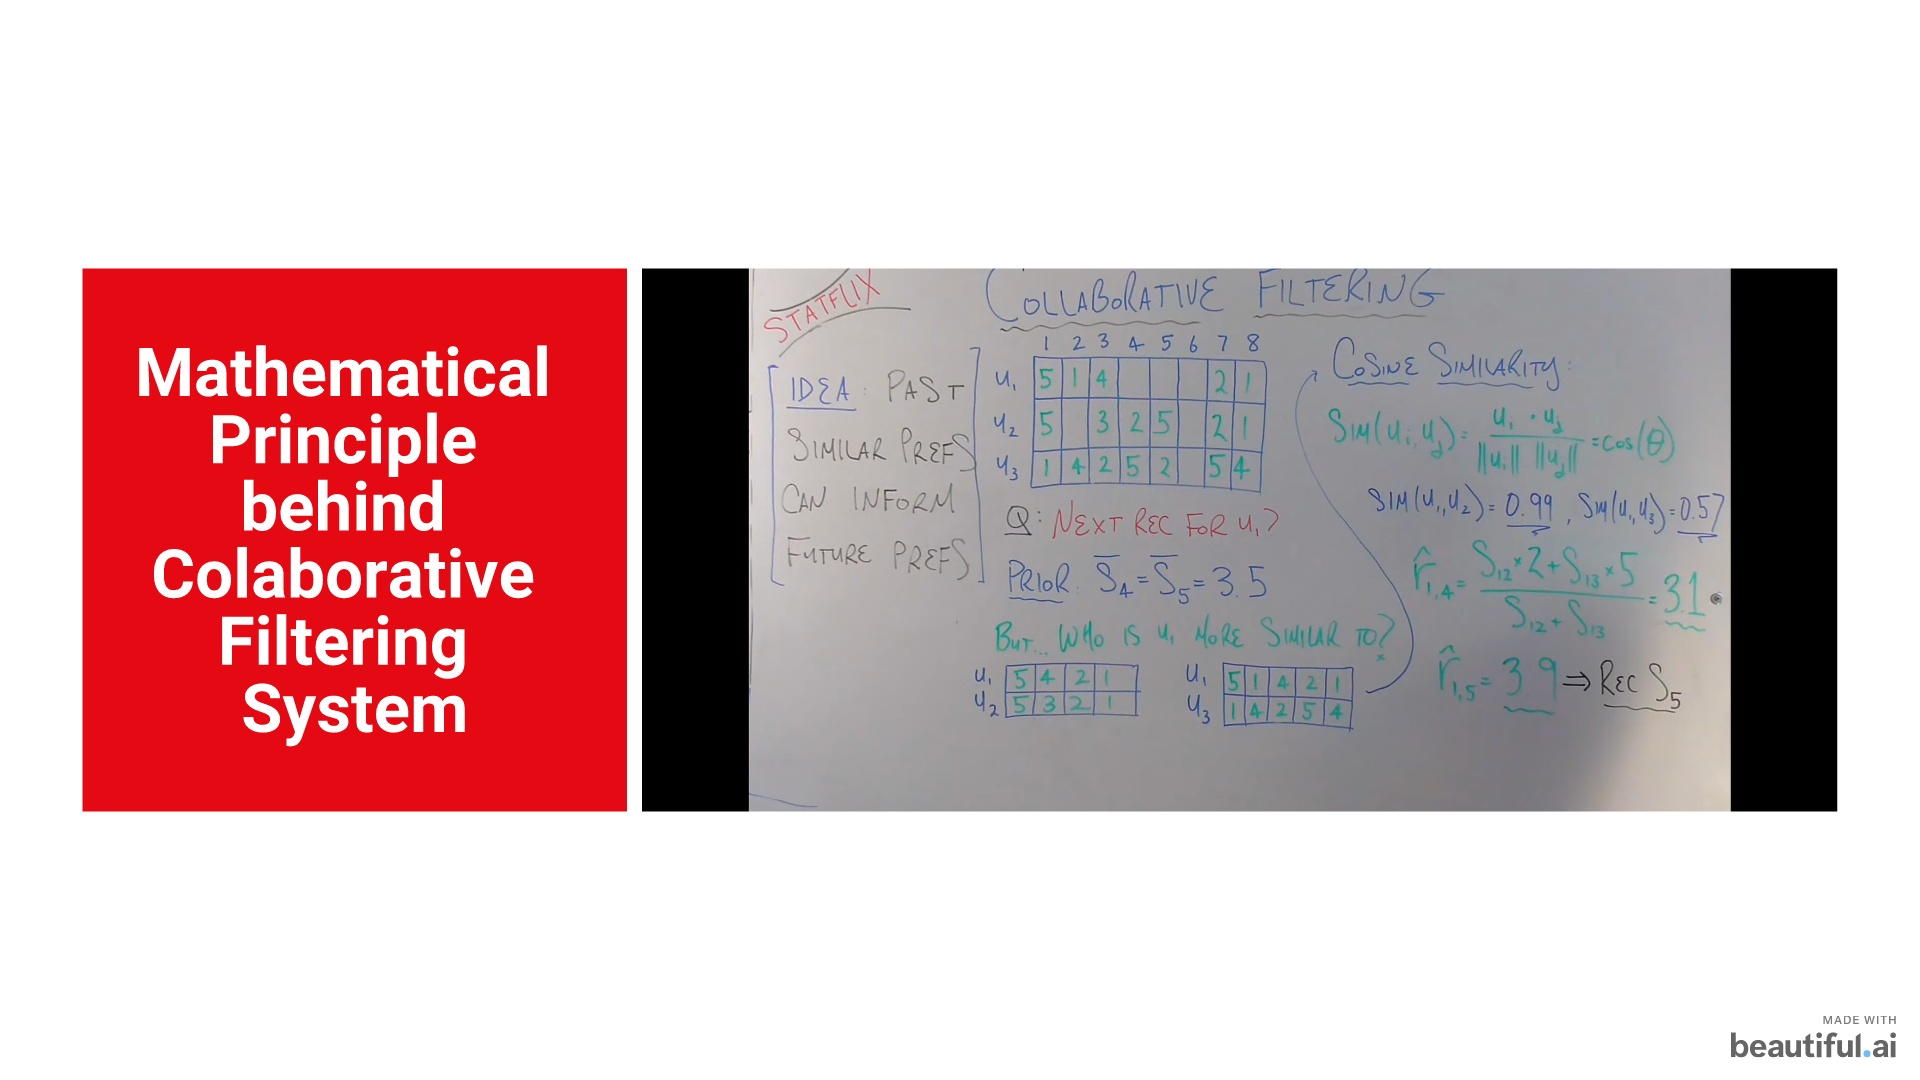 Mathematical
Principle
behind
Colaborative
Filtering
System
STATFLIX
COLLABORATIVE FILTERING
IDEA: PAST
SIMILAR PREFS
CAN INFORM
FUTURE PREFS
1 2 3 4 5 6 7 8
U₁ 5 1 4 2 1
U₂ 5 3 2 5 2 1
U₃ 1 4 2 5 2 5 4
Q: NEXT REC FOR U₁?
PRIOR: S̅₄ = S̅₅ = 3.5
BUT... WHO IS U₁ MORE SIMILAR TO?
U₁ 5 4 2 1
U₂ 5 3 2 1
U₁ 5 1 4 2 1
U₃ 1 4 2 5 4
COSINE SIMILARITY:
SIM(Ui, Uj) = Ui · Uj / ||Ui|| ||Uj|| = cos(θ)
SIM(U₁,U₂) = 0.99, SIM(U₁,U₃) = 0.57
r̂₁,₄ = S₁₂*2 + S₁₃*5 / S₁₂ + S₁₃ = 3.1
r̂₁,₅ = 3.9 ⇒ REC S₅
MADE WITH
beautiful.ai